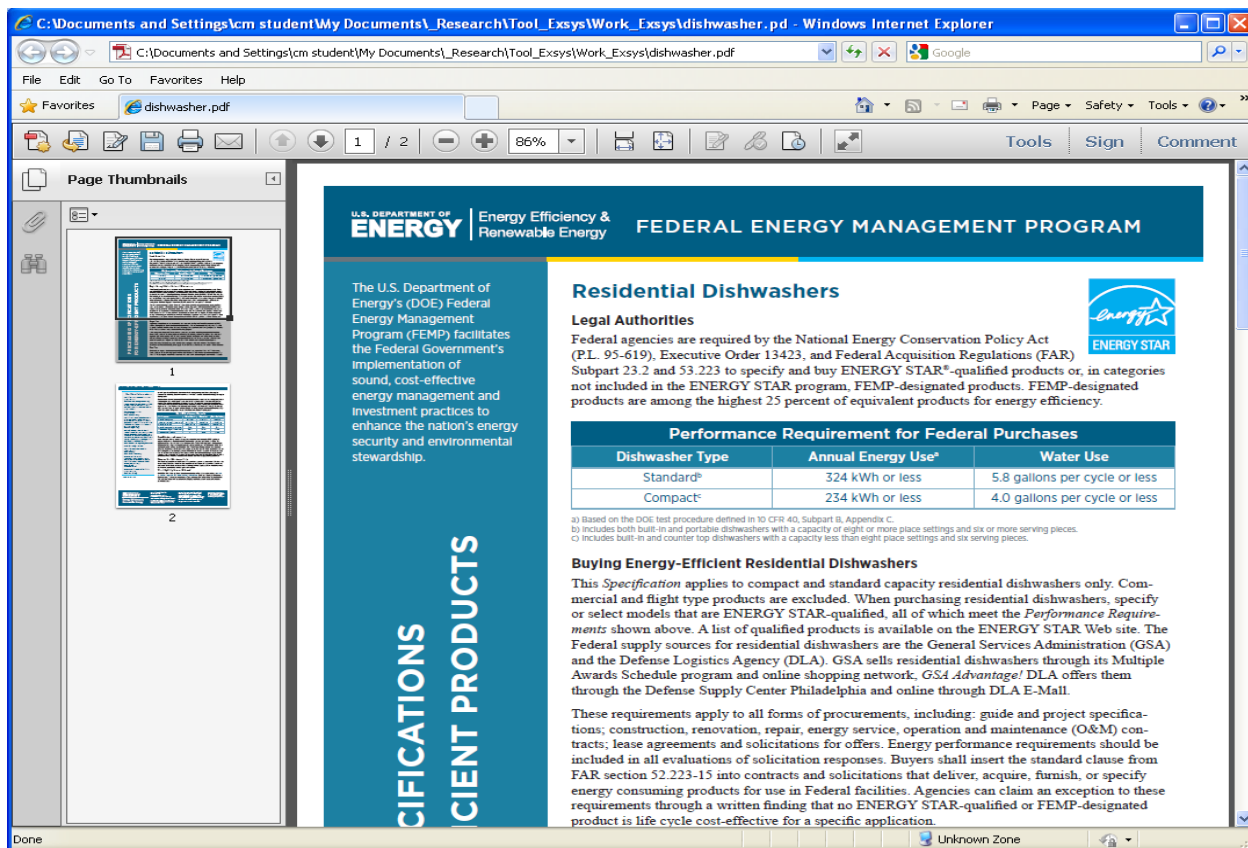 C:\Documents and Settings\cm student\My Documents\_Research\Tool_Exsys\Work_Exsys\dishwasher.pd - Windows Internet Explorer
C:\Documents and Settings\cm student\My Documents\_Research\Tool_Exsys\Work_Exsys\dishwasher.pdf
Google
File Edit Go To Favorites Help
Favorites dishwasher.pdf Page Safety Tools
1 / 2 86% Tools Sign Comment
Page Thumbnails
1
2
U.S. DEPARTMENT OF
ENERGY
Energy Efficiency &
Renewable Energy
FEDERAL ENERGY MANAGEMENT PROGRAM
The U.S. Department of
Energy's (DOE) Federal
Energy Management
Program (FEMP) facilitates
the Federal Government's
implementation of
sound, cost-effective
energy management and
investment practices to
enhance the nation's energy
security and environmental
stewardship.
CIFICATIONS
CIENT PRODUCTS
Residential Dishwashers
energy
ENERGY STAR
Legal Authorities
Federal agencies are required by the National Energy Conservation Policy Act
(P.L. 95-619), Executive Order 13423, and Federal Acquisition Regulations (FAR)
Subpart 23.2 and 53.223 to specify and buy ENERGY STAR®-qualified products or, in categories
not included in the ENERGY STAR program, FEMP-designated products. FEMP-designated
products are among the highest 25 percent of equivalent products for energy efficiency.
Performance Requirement for Federal Purchases
Dishwasher Type Annual Energy Useᵃ Water Use
Standardᵇ 324 kWh or less 5.8 gallons per cycle or less
Compactᶜ 234 kWh or less 4.0 gallons per cycle or less
a) Based on the DOE test procedure defined in 10 CFR 40, Subpart B, Appendix C.
b) Includes both built-in and portable dishwashers with a capacity of eight or more place settings and six or more serving pieces.
c) Includes built-in and counter top dishwashers with a capacity less than eight place settings and six serving pieces.
Buying Energy-Efficient Residential Dishwashers
This Specification applies to compact and standard capacity residential dishwashers only. Com-
mercial and flight type products are excluded. When purchasing residential dishwashers, specify
or select models that are ENERGY STAR-qualified, all of which meet the Performance Require-
ments shown above. A list of qualified products is available on the ENERGY STAR Web site. The
Federal supply sources for residential dishwashers are the General Services Administration (GSA)
and the Defense Logistics Agency (DLA). GSA sells residential dishwashers through its Multiple
Awards Schedule program and online shopping network, GSA Advantage! DLA offers them
through the Defense Supply Center Philadelphia and online through DLA E-Mall.
These requirements apply to all forms of procurements, including: guide and project specifica-
tions; construction, renovation, repair, energy service, operation and maintenance (O&M) con-
tracts; lease agreements and solicitations for offers. Energy performance requirements should be
included in all evaluations of solicitation responses. Buyers shall insert the standard clause from
FAR section 52.223-15 into contracts and solicitations that deliver, acquire, furnish, or specify
energy consuming products for use in Federal facilities. Agencies can claim an exception to these
requirements through a written finding that no ENERGY STAR-qualified or FEMP-designated
product is life cycle cost-effective for a specific application.
Done Unknown Zone